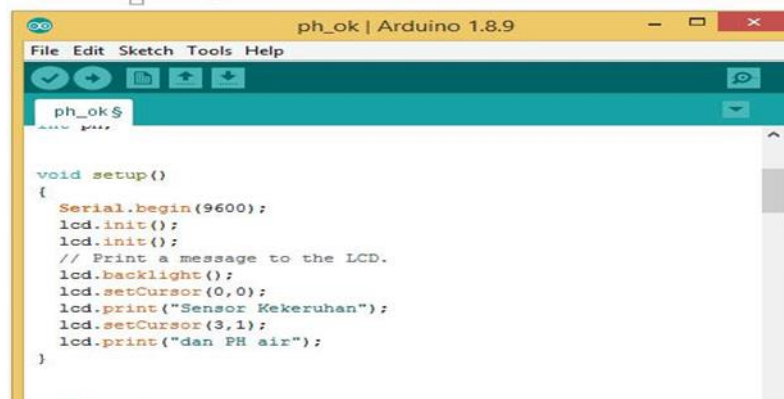 ph_ok | Arduino 1.8.9
File Edit Sketch Tools Help
ph_ok §
void setup()
{
Serial.begin(9600);
lcd.init();
lcd.init();
// Print a message to the LCD.
lcd.backlight();
lcd.setCursor(0,0);
lcd.print("Sensor Kekeruhan");
lcd.setCursor(3,1);
lcd.print("dan PH air");
}